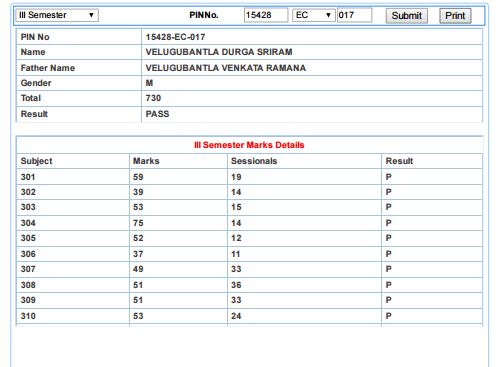 III Semester PINNo. 15428 EC 017 Submit Print
PIN No 15428-EC-017
Name VELUGUBANTLA DURGA SRIRAM
Father Name VELUGUBANTLA VENKATA RAMANA
Gender M
Total 730
Result PASS
III Semester Marks Details
Subject Marks Sessionals Result
301 59 19 P
302 39 14 P
303 53 15 P
304 75 14 P
305 52 12 P
306 37 11 P
307 49 33 P
308 51 36 P
309 51 33 P
310 53 24 P